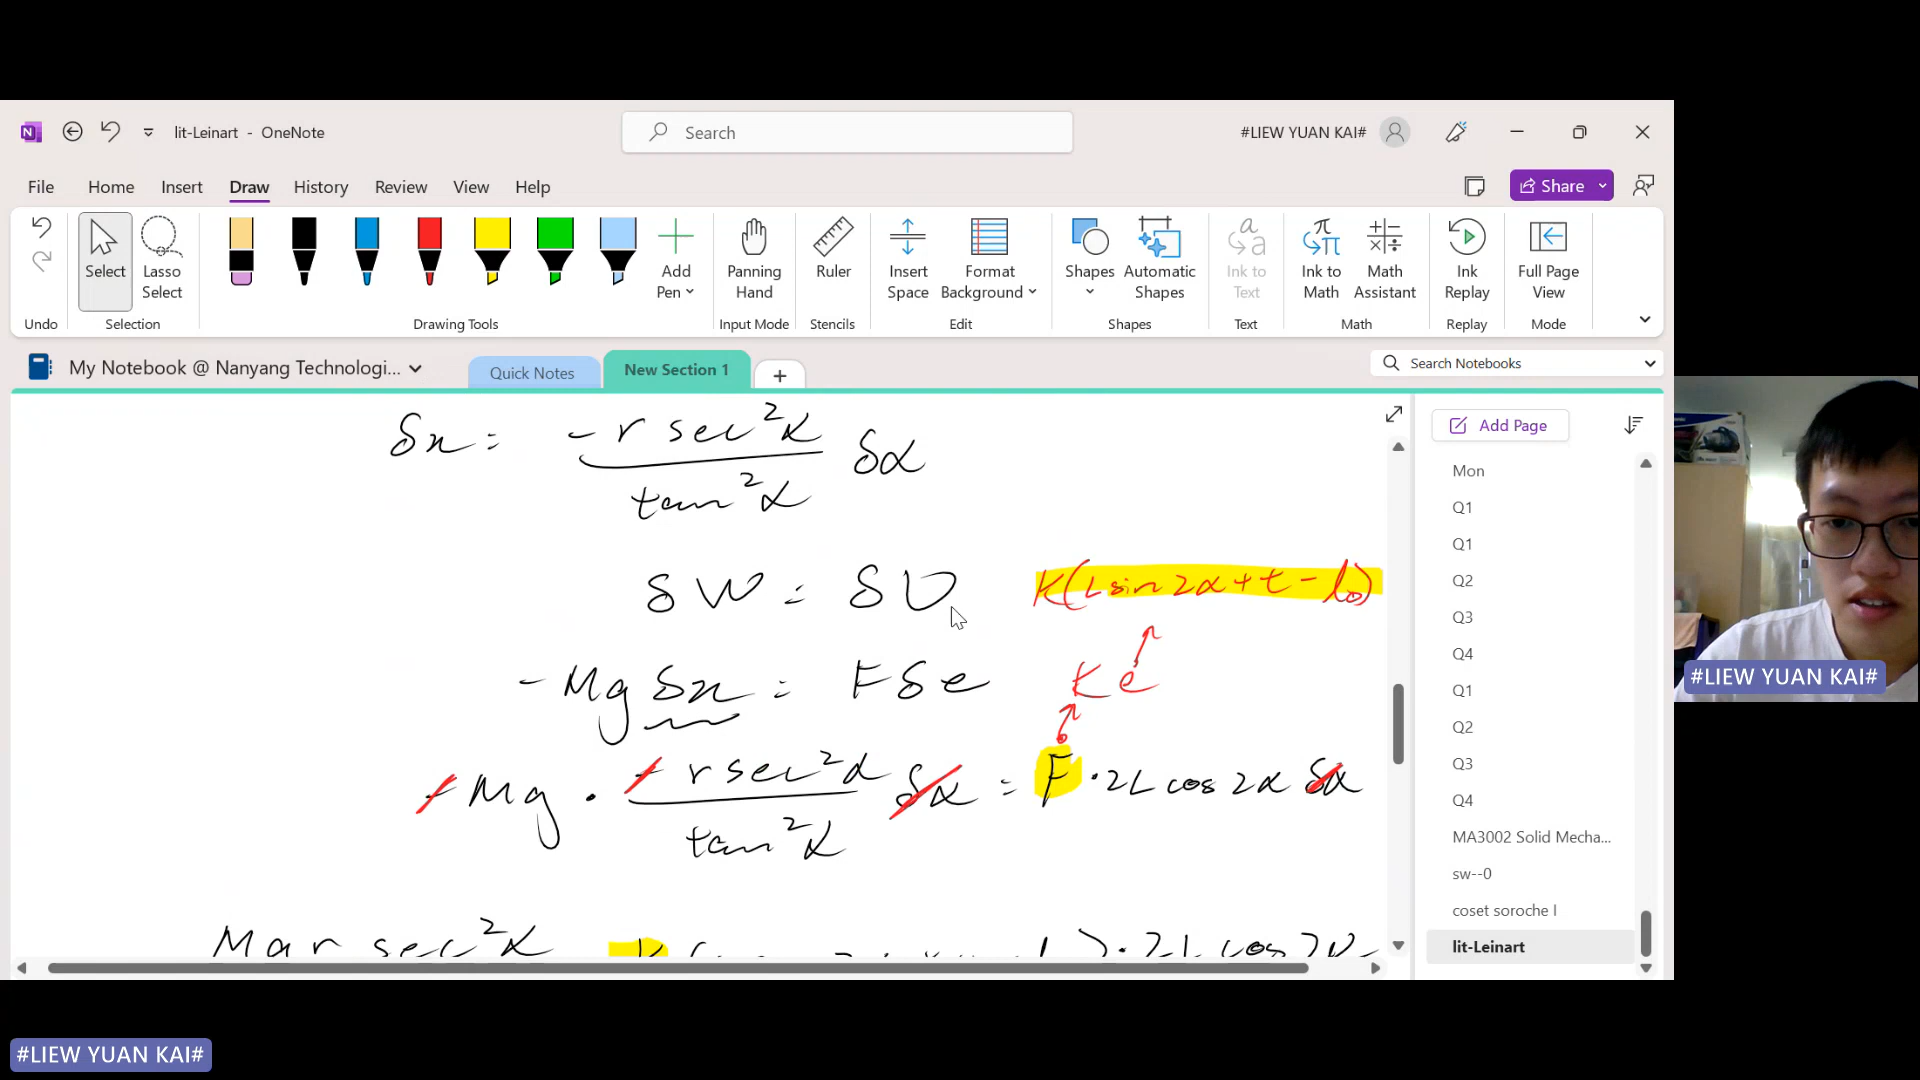 lit-Leinart - OneNote
Search
#LIEW YUAN KAI#
File Home Insert Draw History Review View Help
Share
Undo
Select
Lasso Select
Selection
Drawing Tools
Add Pen
Panning Hand
Input Mode
Ruler
Stencils
Insert Space
Format Background
Edit
Shapes
Automatic Shapes
Shapes
Ink to Text
Text
Ink to Math
Math Assistant
Math
Ink Replay
Replay
Full Page View
Mode
My Notebook @ Nanyang Technologi...
Quick Notes
New Section 1
Search Notebooks
δx = -r sec²α / tan²α δα
δW = δU
K(L sin 2α + t - l₀)
-Mg δx = Fδe
Ke
-Mg · -r sec²α / tan²α δα = F · 2L cos 2α δα
sec²α
) · 2L cos 2α
Add Page
Mon
Q1
Q1
Q2
Q3
Q4
Q1
Q2
Q3
Q4
MA3002 Solid Mecha...
sw--0
coset soroche I
lit-Leinart
#LIEW YUAN KAI#
#LIEW YUAN KAI#